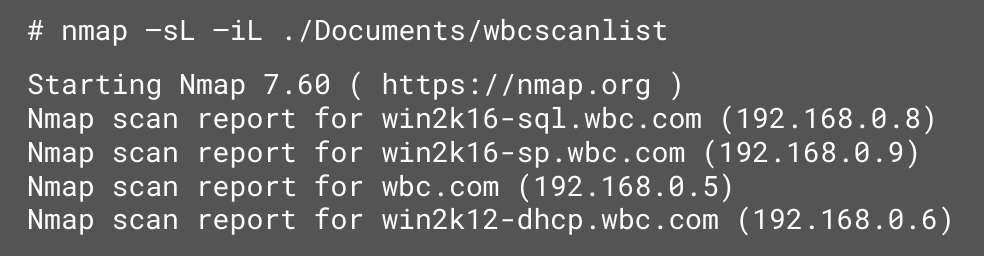 # nmap –sL –iL ./Documents/wbcscanlist
Starting Nmap 7.60 ( https://nmap.org )
Nmap scan report for win2k16-sql.wbc.com (192.168.0.8)
Nmap scan report for win2k16-sp.wbc.com (192.168.0.9)
Nmap scan report for wbc.com (192.168.0.5)
Nmap scan report for win2k12-dhcp.wbc.com (192.168.0.6)